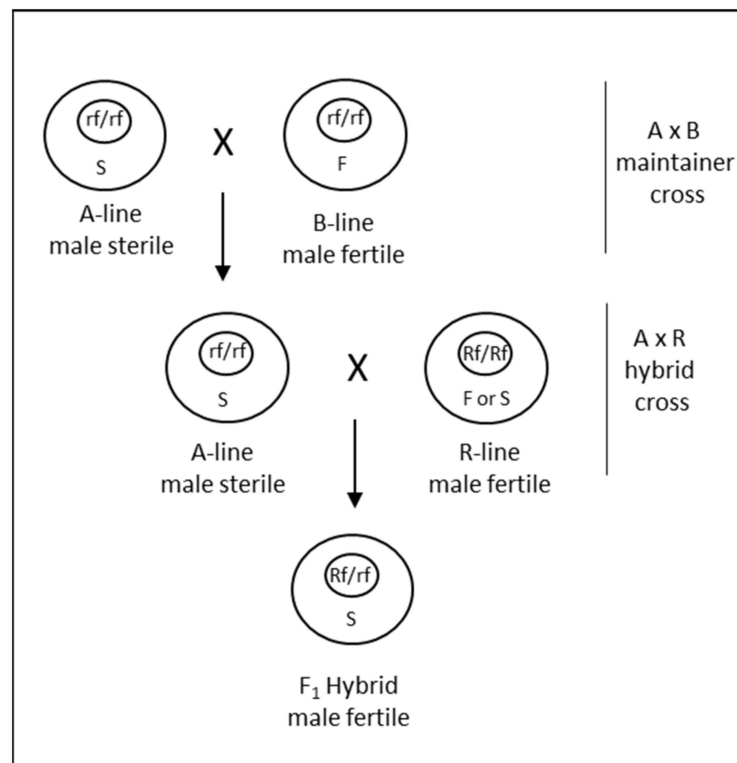 rf/rf
S
X
rf/rf
F
A-line
male sterile
B-line
male fertile
A x B
maintainer
cross
rf/rf
S
X
Rf/Rf
F or S
A-line
male sterile
R-line
male fertile
A x R
hybrid
cross
Rf/rf
S
F₁ Hybrid
male fertile